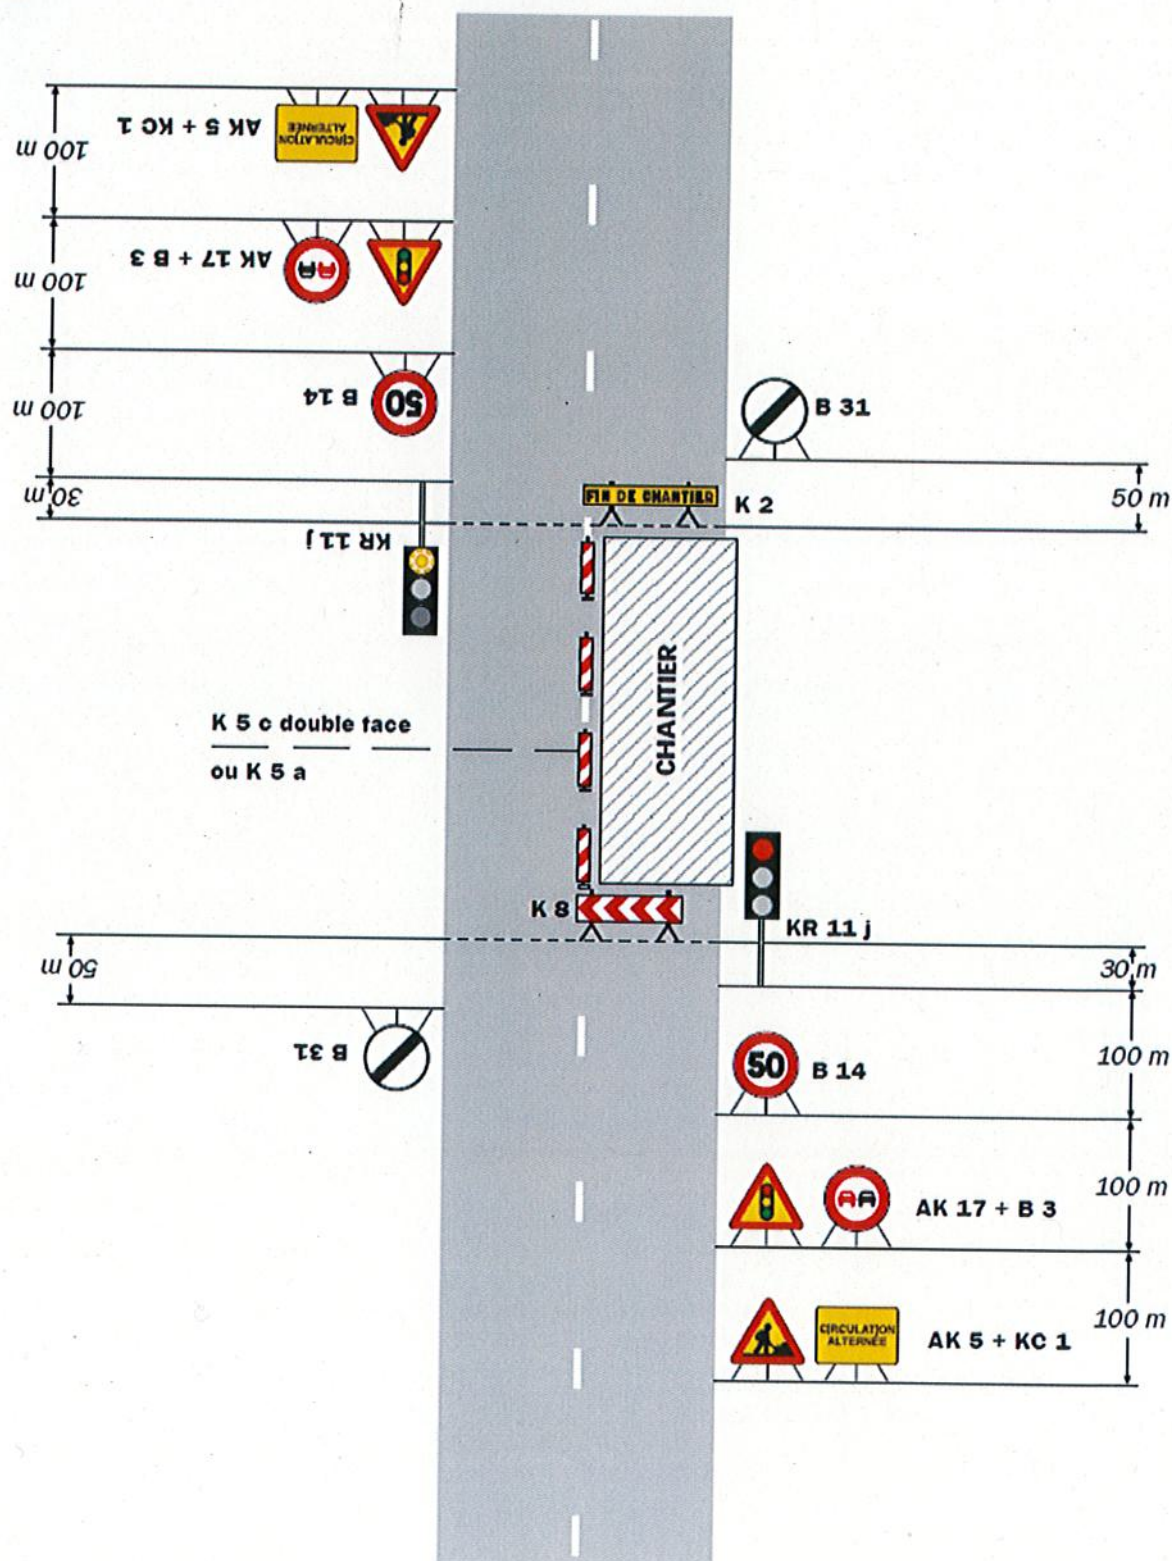 100 m
AK 5 + KC 1
CIRCULATION
ALTERNÉE
100 m
AK 17 + B 3
100 m
B 14
50
B 31
30 m
KR 11 j
FIN DE CHANTIER
K 2
50 m
CHANTIER
K 5 c double face
ou K 5 a
K 8
KR 11 j
50 m
30 m
B 31
50
B 14
100 m
AK 17 + B 3
100 m
CIRCULATION
ALTERNÉE
AK 5 + KC 1
100 m